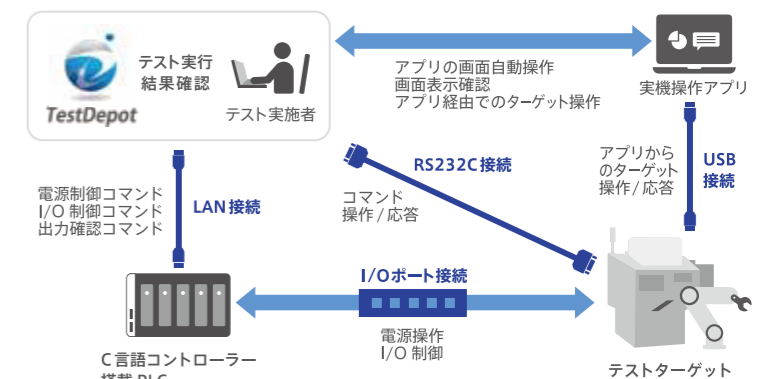 テスト実行
結果確認
TestDepot
テスト実施者
アプリの画面自動操作
画面表示確認
アプリ経由でのターゲット操作
実機操作アプリ
アプリから
のターゲット
操作/応答
USB
接続
RS232C接続
コマンド
操作/応答
電源制御コマンド
I/O 制御コマンド
出力確認コマンド
LAN接続
I/Oポート接続
電源操作
I/O 制御
C言語コントローラー
搭載 PLC
テストターゲット